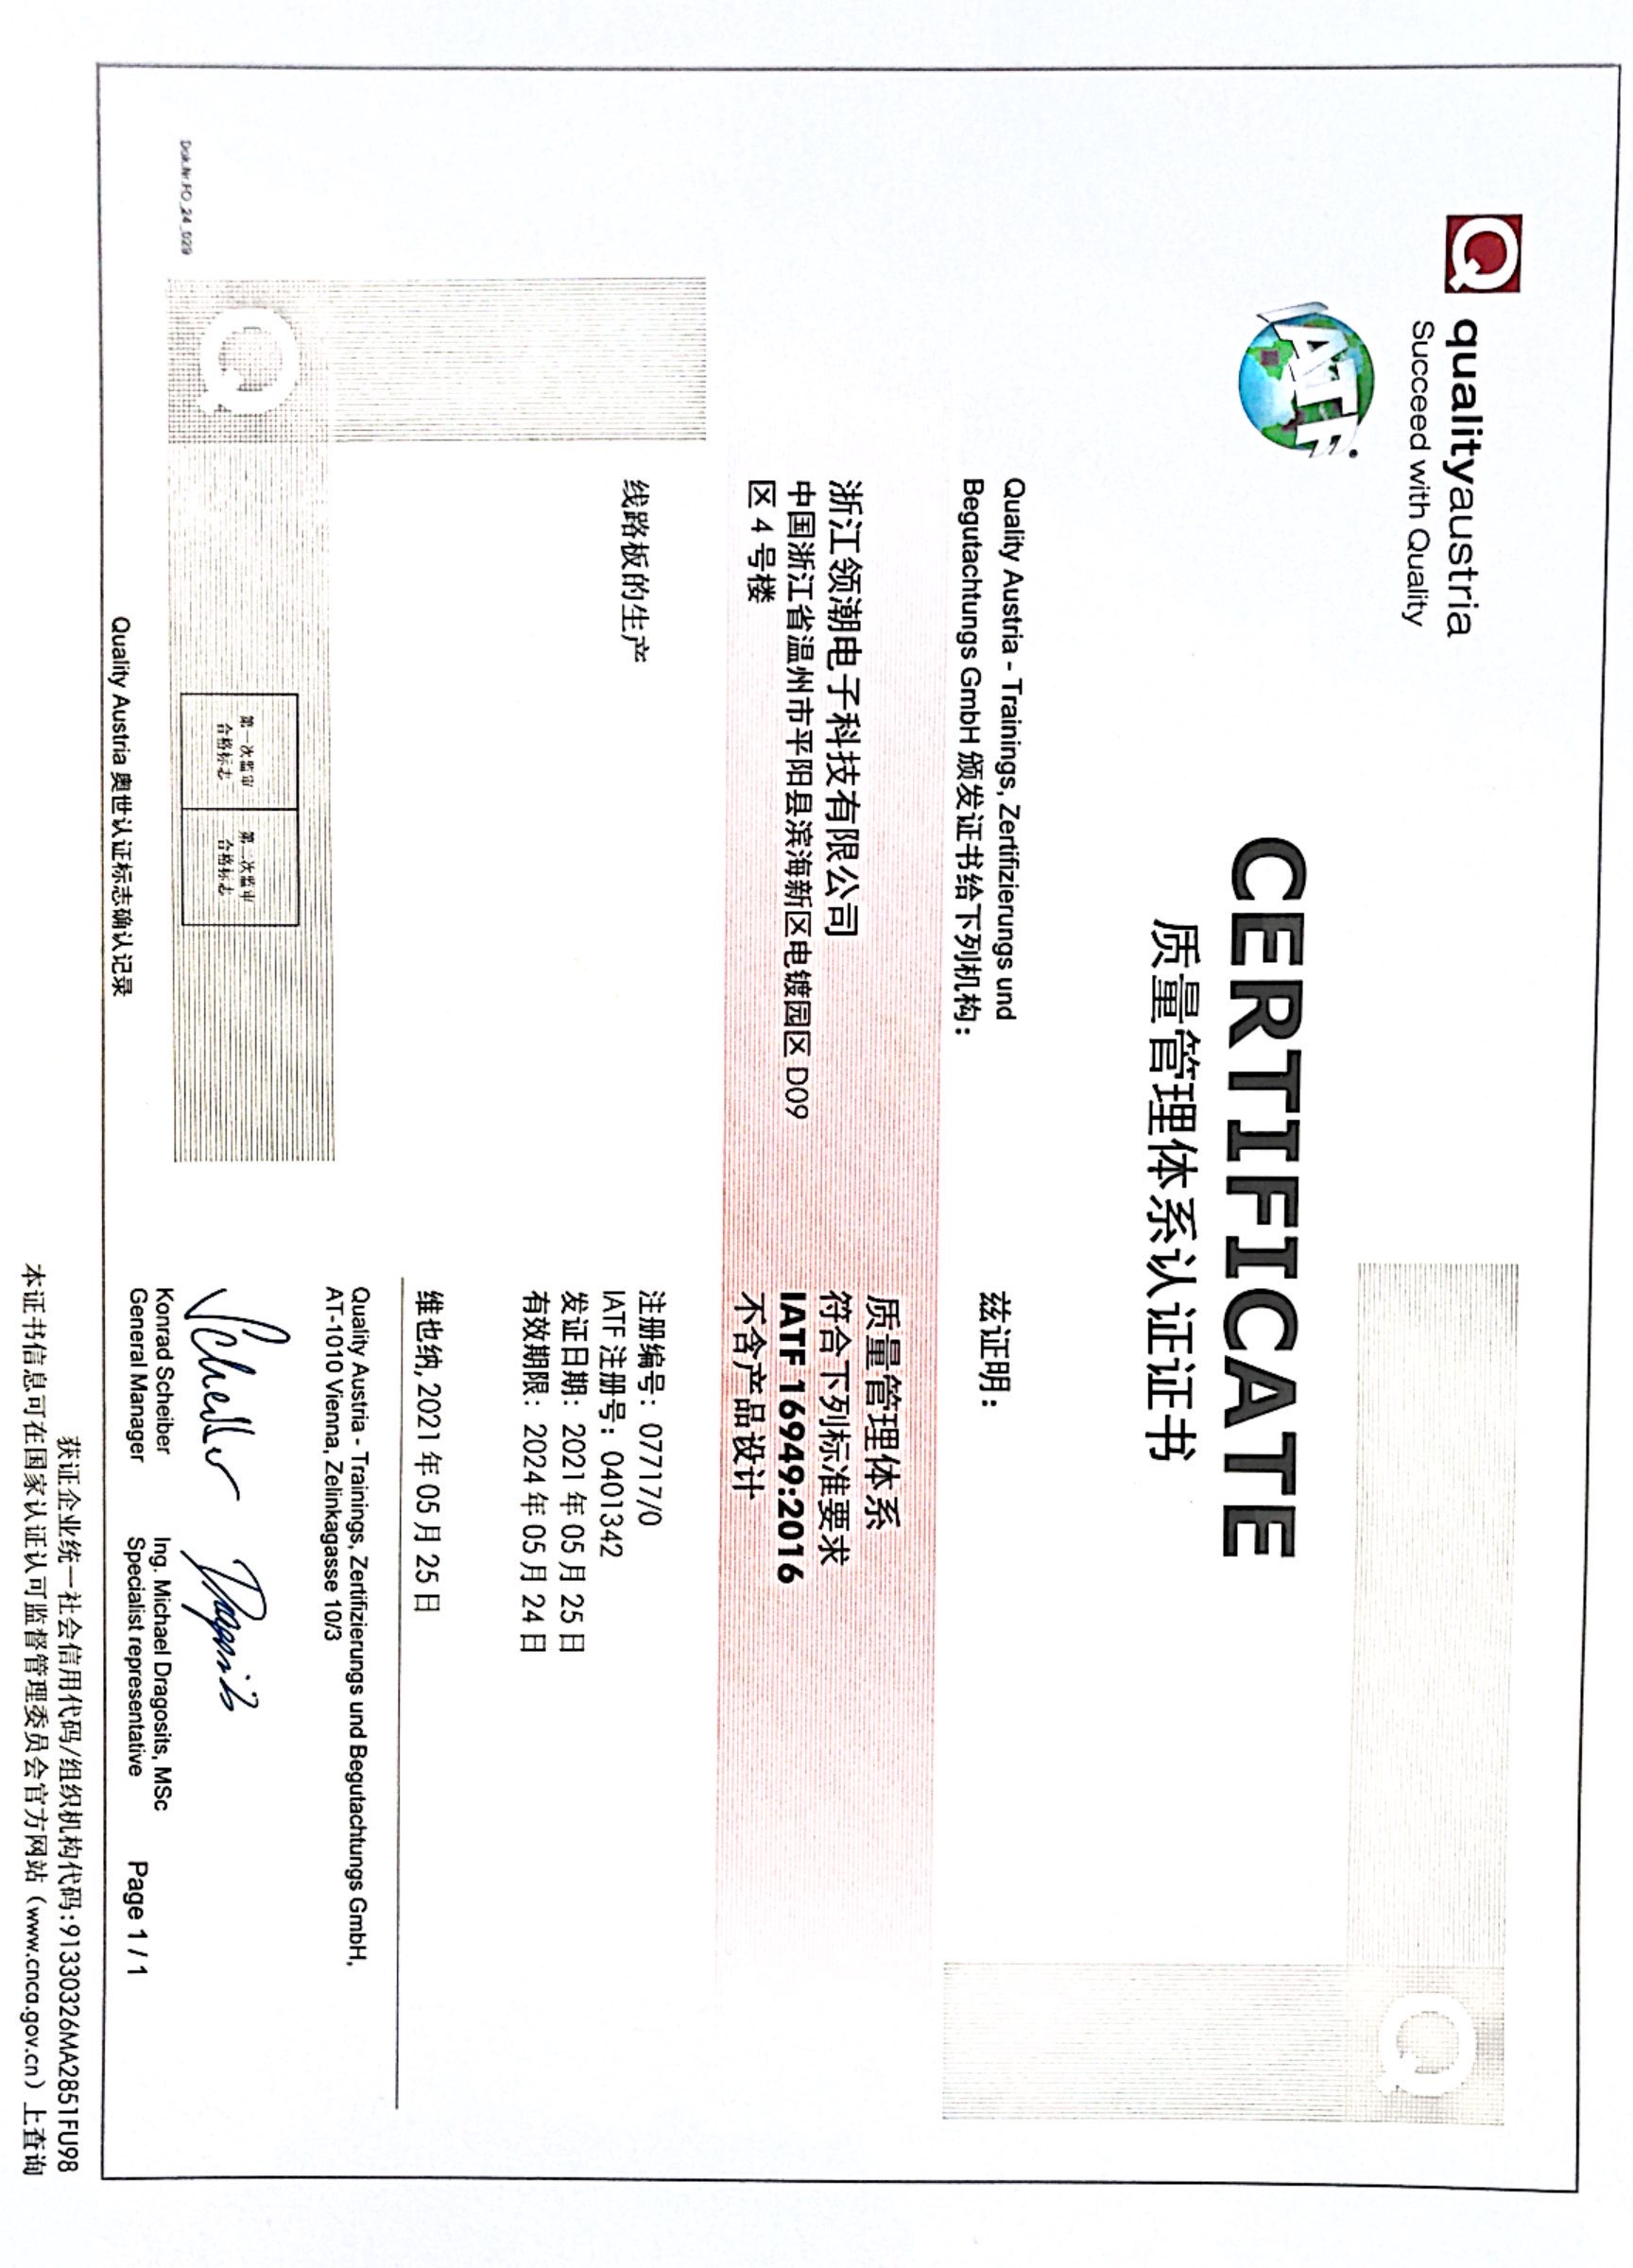 qualityaustria
Succeed with Quality
IATF
CERTIFICATE
质量管理体系认证证书
Quality Austria - Trainings, Zertifizierungs und
Begutachtungs GmbH 颁发证书给下列机构：
浙江领潮电子科技有限公司
中国浙江省温州市平阳县滨海新区电镀园区 D09
区 4 号楼
线路板的生产
兹证明：
质量管理体系
符合下列标准要求
IATF 16949:2016
不含产品设计
注册编号：07717/0
IATF 注册号：0401342
发证日期：2021 年 05 月 25 日
有效期限：2024 年 05 月 24 日
维也纳, 2021 年 05 月 25 日
Quality Austria - Trainings, Zertifizierungs und Begutachtungs GmbH,
AT-1010 Vienna, Zelinkagasse 10/3
Konrad Scheiber
General Manager
Ing. Michael Dragosits, MSc
Specialist representative
Page 1 / 1
第一次监审
合格标志
第二次监审
合格标志
Dok.Nr.FO_24_029
Quality Austria 奥世认证标志确认记录
获证企业统一社会信用代码/组织机构代码:91330326MA2851FU98
本证书信息可在国家认证认可监督管理委员会官方网站（www.cnca.gov.cn）上查询